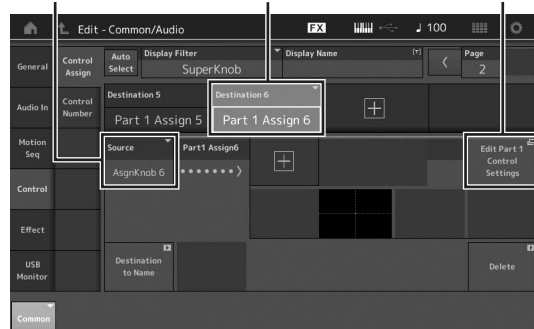 Edit - Common/Audio
FX
♩ 100
General
Control Assign
Auto Select
Display Filter
SuperKnob
Display Name
[T]
Page
2
Audio In
Control Number
Destination 5
Part 1 Assign 5
Destination 6
Part 1 Assign 6
Motion Seq
Source
AsgnKnob 6
Part1 Assign6
Edit Part 1 Control Settings
Control
Effect
USB Monitor
Destination to Name
Delete
Common